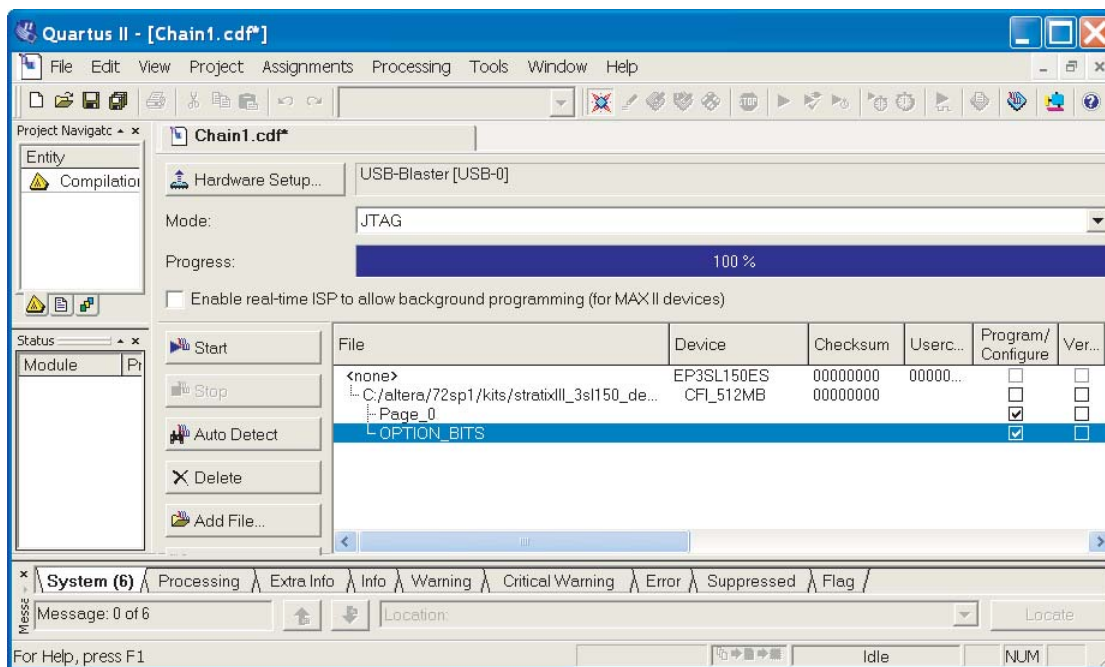 Quartus II - [Chain1.cdf*]
File Edit View Project Assignments Processing Tools Window Help
Project Navigatc
Entity
Compilation
Chain1.cdf*
Hardware Setup...
USB-Blaster [USB-0]
Mode:
JTAG
Progress:
100 %
Enable real-time ISP to allow background programming (for MAX II devices)
Status
Module
Start
Stop
Auto Detect
Delete
Add File...
File Device Checksum Userc... Program/ Configure Ver...
<none> EP3SL150ES 00000000 00000...
C:/altera/72sp1/kits/stratixIII_3sl150_de... CFI_512MB 00000000
Page_0
OPTION_BITS
System (6) Processing Extra Info Info Warning Critical Warning Error Suppressed Flag
Messa
Message: 0 of 6
Location:
Locate
For Help, press F1
Idle
NUM